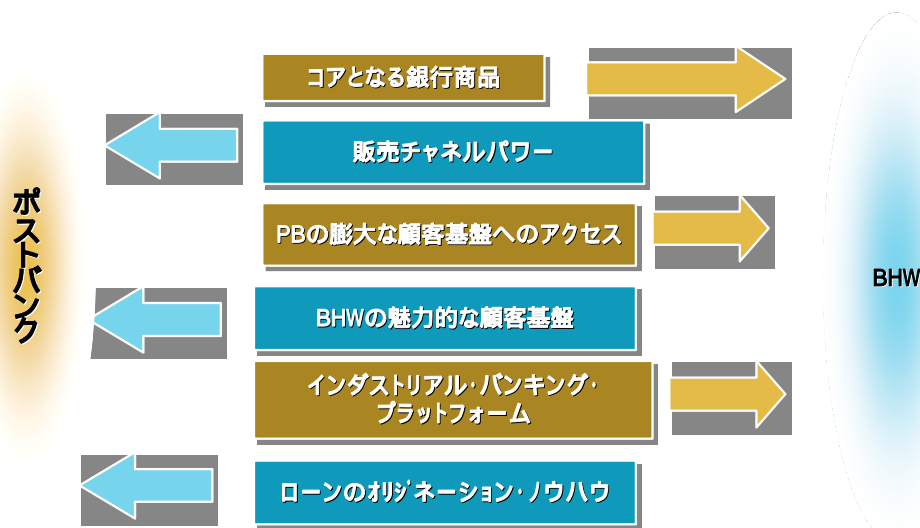 コアとなる銀行商品
販売チャネルパワー
PBの膨大な顧客基盤へのアクセス
ポストバンク
BHW
BHWの魅力的な顧客基盤
インダストリアル・バンキング・
プラットフォーム
ローンのオリジネーション・ノウハウ